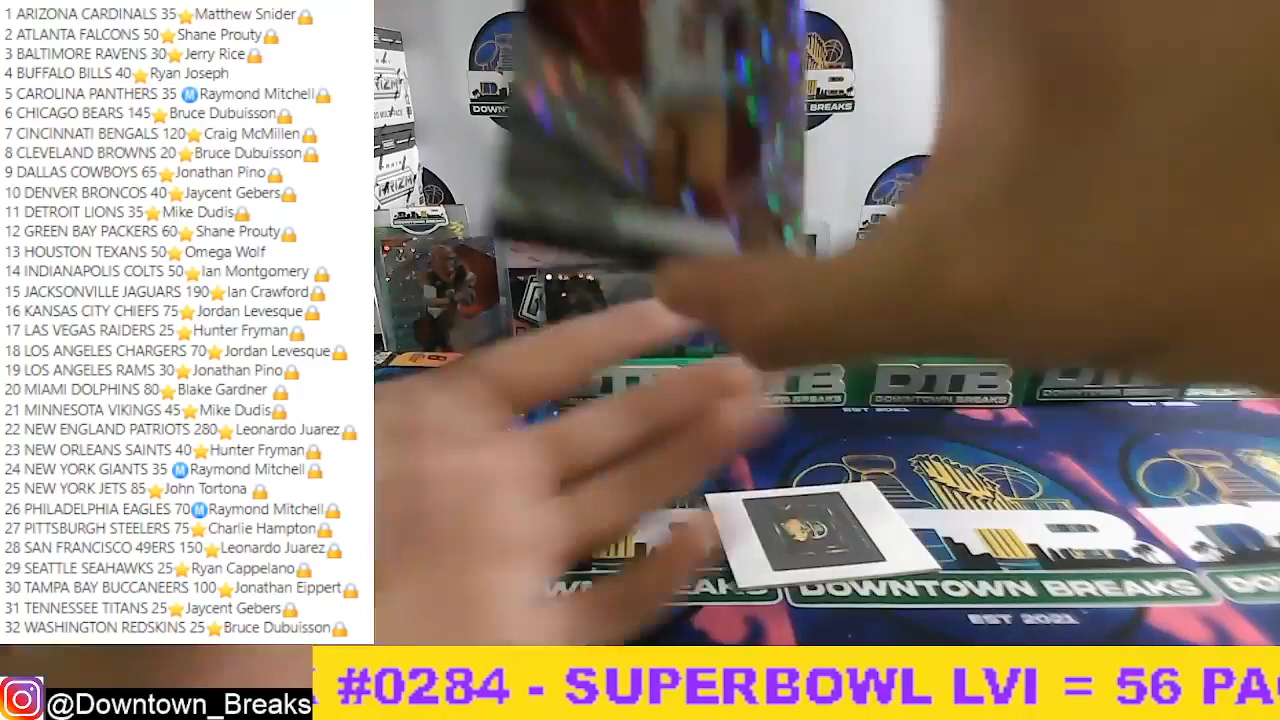 1 ARIZONA CARDINALS 35⭐Matthew Snider🔒
2 ATLANTA FALCONS 50⭐Shane Prouty🔒
3 BALTIMORE RAVENS 30⭐Jerry Rice🔒
4 BUFFALO BILLS 40⭐Ryan Joseph
5 CAROLINA PANTHERS 35 Ⓜ️Raymond Mitchell🔒
6 CHICAGO BEARS 145⭐Bruce Dubuisson🔒
7 CINCINNATI BENGALS 120⭐Craig McMillen🔒
8 CLEVELAND BROWNS 20⭐Bruce Dubuisson🔒
9 DALLAS COWBOYS 65⭐Jonathan Pino🔒
10 DENVER BRONCOS 40⭐Jaycent Gebers🔒
11 DETROIT LIONS 35⭐Mike Dudis🔒
12 GREEN BAY PACKERS 60⭐Shane Prouty🔒
13 HOUSTON TEXANS 50⭐Omega Wolf
14 INDIANAPOLIS COLTS 50⭐Ian Montgomery 🔒
15 JACKSONVILLE JAGUARS 190⭐Ian Crawford🔒
16 KANSAS CITY CHIEFS 75⭐Jordan Levesque🔒
17 LAS VEGAS RAIDERS 25⭐Hunter Fryman🔒
18 LOS ANGELES CHARGERS 70⭐Jordan Levesque🔒
19 LOS ANGELES RAMS 30⭐Jonathan Pino🔒
20 MIAMI DOLPHINS 80⭐Blake Gardner 🔒
21 MINNESOTA VIKINGS 45⭐Mike Dudis🔒
22 NEW ENGLAND PATRIOTS 280⭐Leonardo Juarez🔒
23 NEW ORLEANS SAINTS 40⭐Hunter Fryman🔒
24 NEW YORK GIANTS 35 Ⓜ️Raymond Mitchell🔒
25 NEW YORK JETS 85⭐John Tortona 🔒
26 PHILADELPHIA EAGLES 70Ⓜ️Raymond Mitchell🔒
27 PITTSBURGH STEELERS 75⭐Charlie Hampton🔒
28 SAN FRANCISCO 49ERS 150⭐Leonardo Juarez🔒
29 SEATTLE SEAHAWKS 25⭐Ryan Cappelano🔒
30 TAMPA BAY BUCCANEERS 100⭐Jonathan Eippert🔒
31 TENNESSEE TITANS 25⭐Jaycent Gebers🔒
32 WASHINGTON REDSKINS 25⭐Bruce Dubuisson🔒
DTB
DOWNTOWN BREAKS
EST 2021
@Downtown_Breaks
#0284 - SUPERBOWL LVI = 56 PA